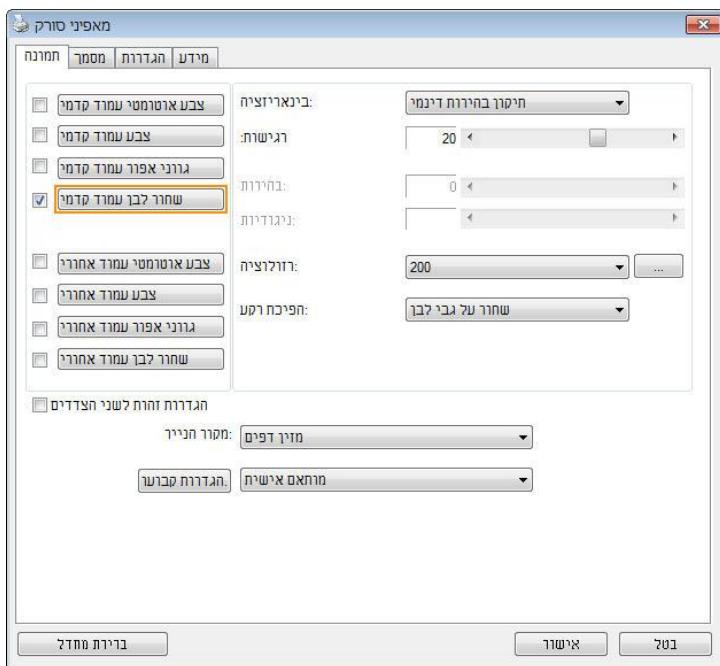 מאפיני סורק
תמונה
מסמך
הגדרות
מידע
צבע אוטומטי עמוד קדמי
צבע עמוד קדמי
גווני אפור עמוד קדמי
שחור לבן עמוד קדמי
צבע אוטומטי עמוד אחורי
צבע עמוד אחורי
גווני אפור עמוד אחורי
שחור לבן עמוד אחורי
בינאריזציה:
תיקון בהירות דינמי
רגישות:
20
בהירות:
0
ניגודיות:
רזולוציה:
200
...
הפיכת רקע:
שחור על גבי לבן
הגדרות זהות לשני הצדדים
מקור הנייר:
מזין דפים
הגדרות קבועו.
מותאם אישית
ברירת מחדל
אישור
בטל